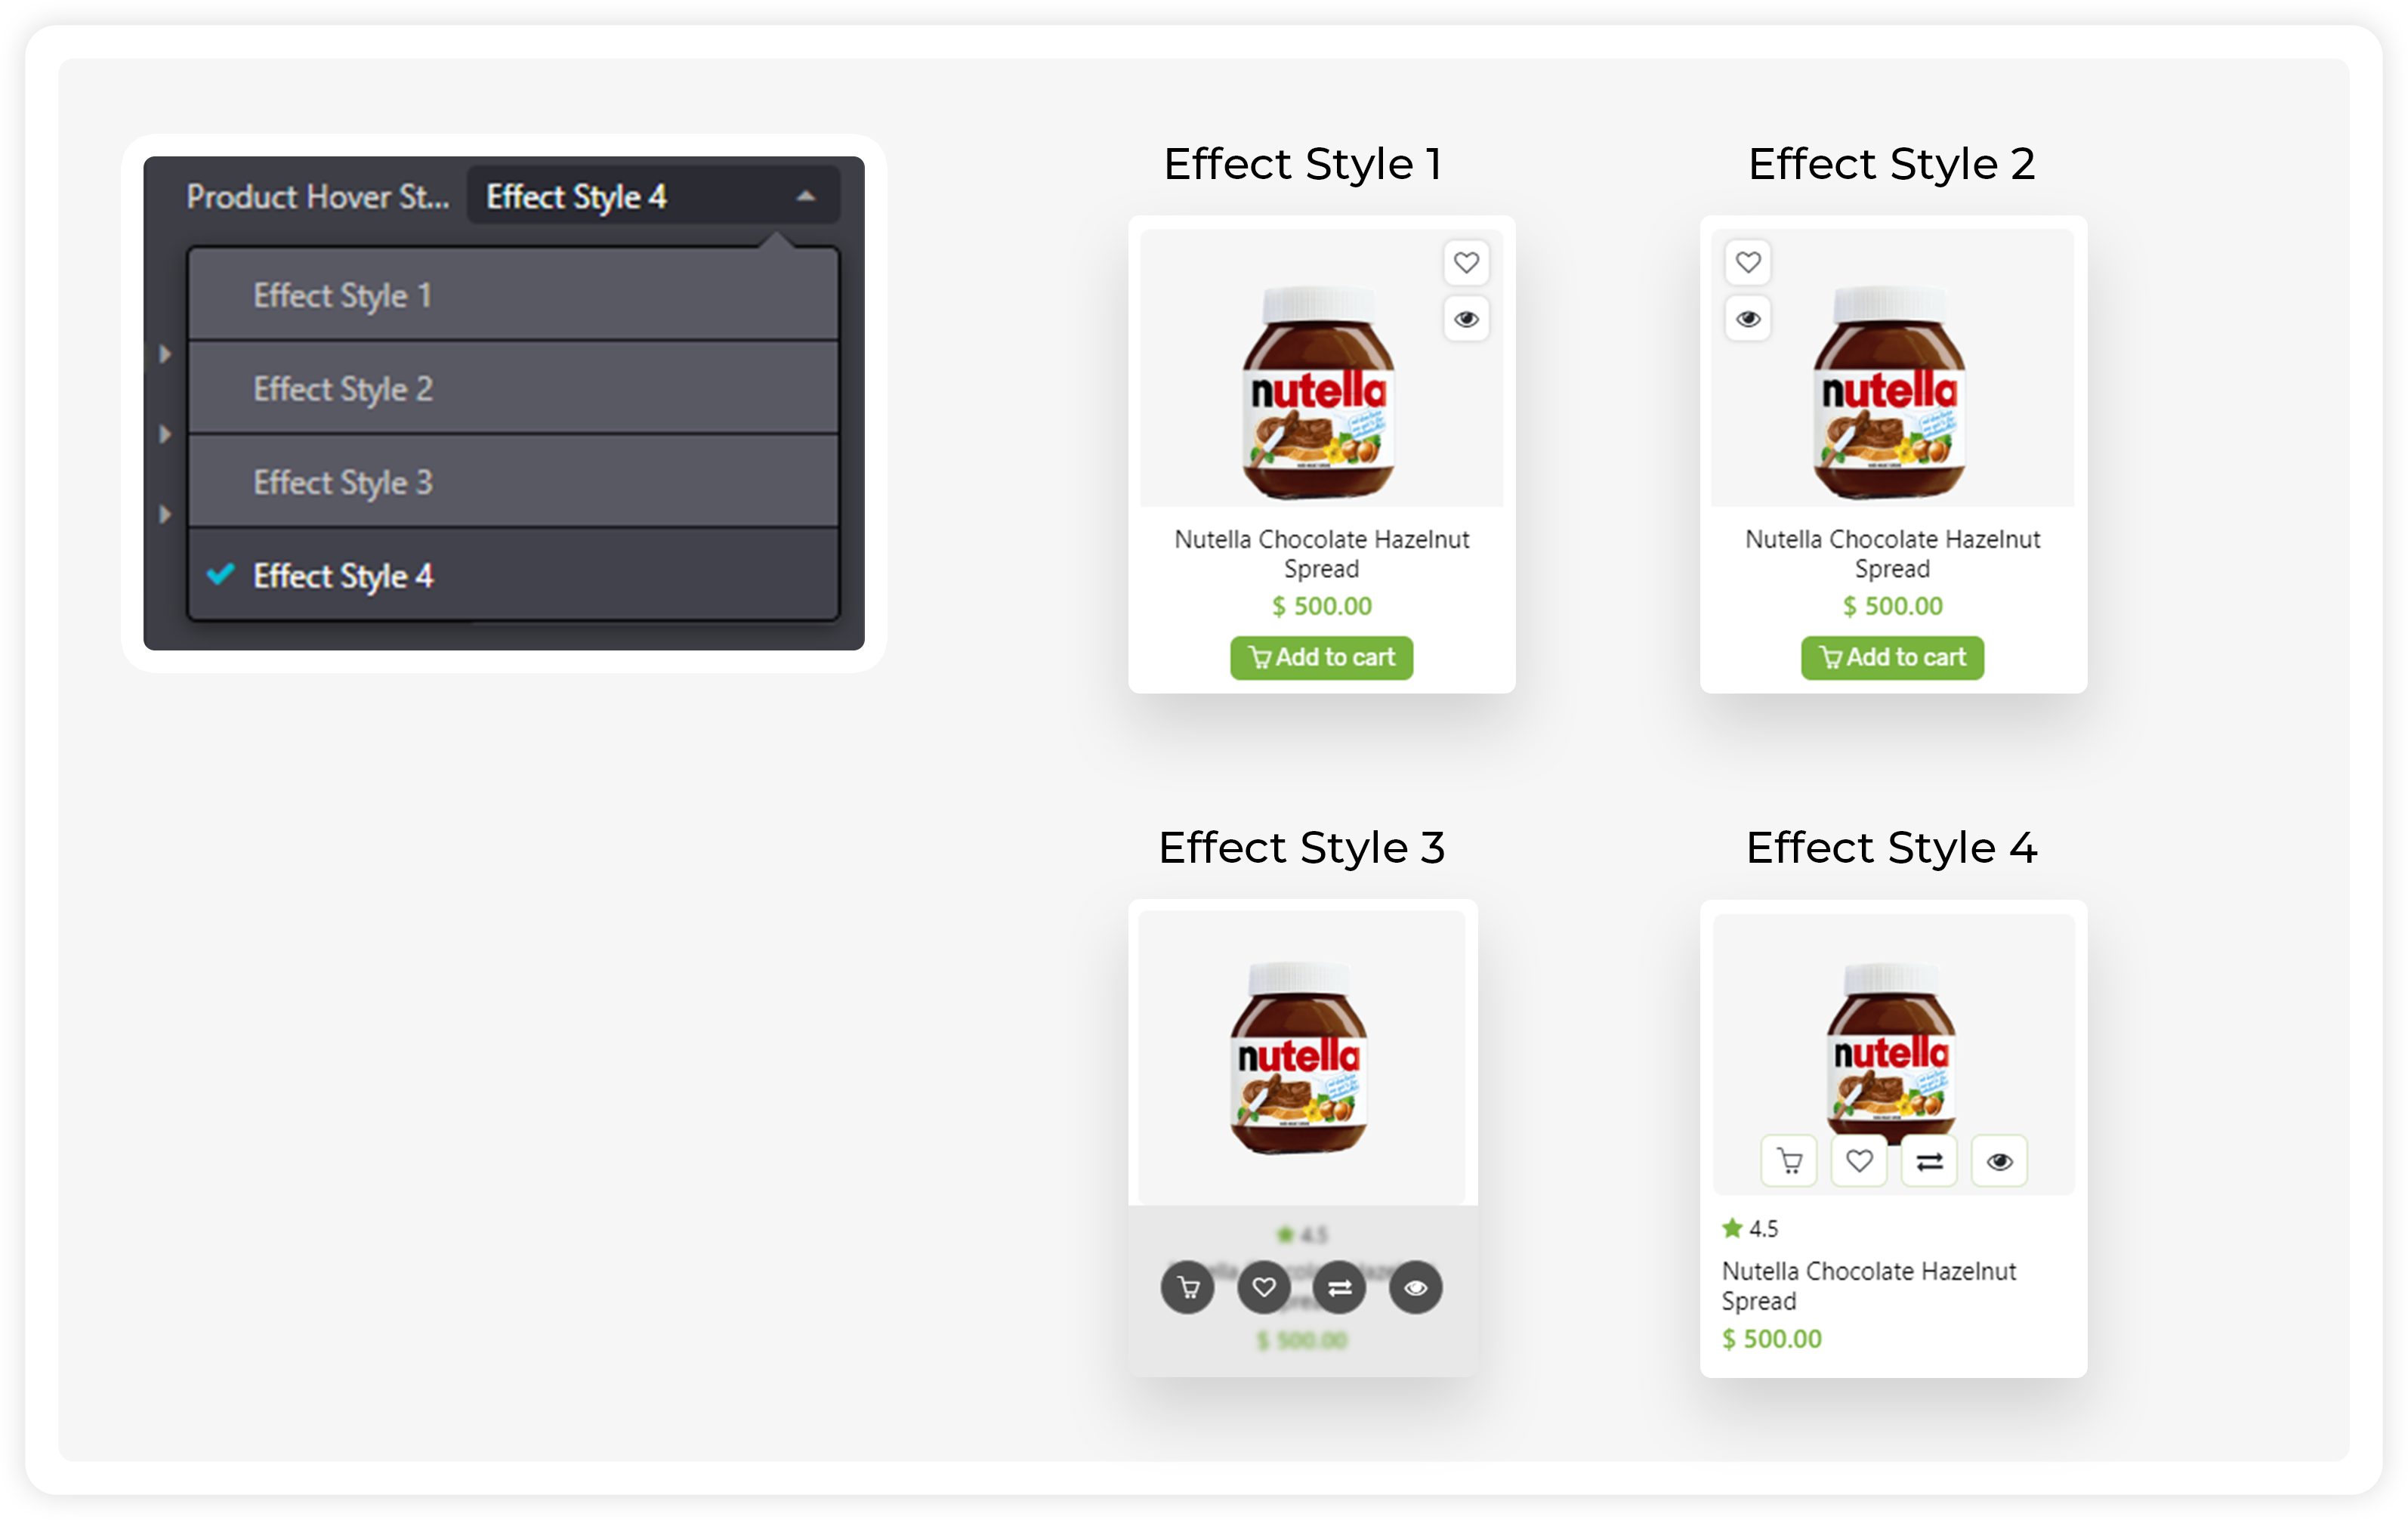 Product Hover St... Effect Style 4
Effect Style 1
Effect Style 2
Effect Style 3
Effect Style 4
Effect Style 1
nutella
Nutella Chocolate Hazelnut
Spread
$ 500.00
Add to cart
Effect Style 2
nutella
Nutella Chocolate Hazelnut
Spread
$ 500.00
Add to cart
Effect Style 3
nutella
4.5
$ 500.00
Effect Style 4
nutella
4.5
Nutella Chocolate Hazelnut
Spread
$ 500.00